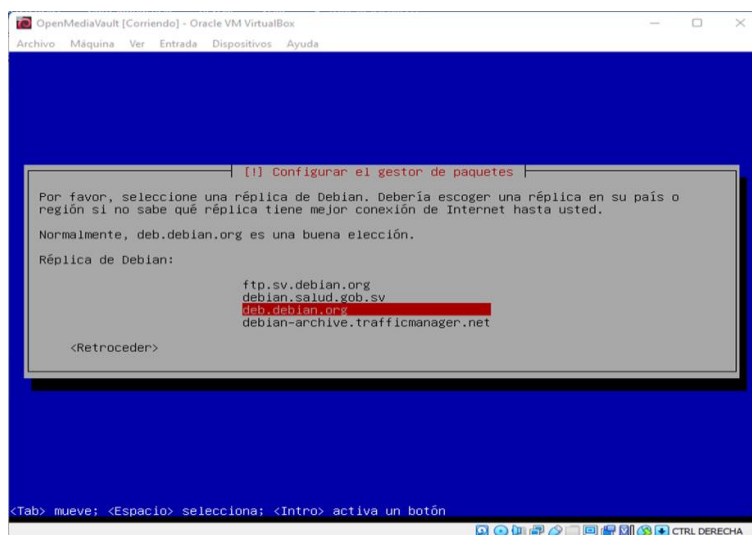 OpenMediaVault [Corriendo] - Oracle VM VirtualBox
Archivo Máquina Ver Entrada Dispositivos Ayuda
[!] Configurar el gestor de paquetes
Por favor, seleccione una réplica de Debian. Debería escoger una réplica en su país o
región si no sabe qué réplica tiene mejor conexión de Internet hasta usted.
Normalmente, deb.debian.org es una buena elección.
Réplica de Debian:
ftp.sv.debian.org
debian.salud.gob.sv
deb.debian.org
debian-archive.trafficmanager.net
<Retroceder>
<Tab> mueve; <Espacio> selecciona; <Intro> activa un botón
CTRL DERECHA